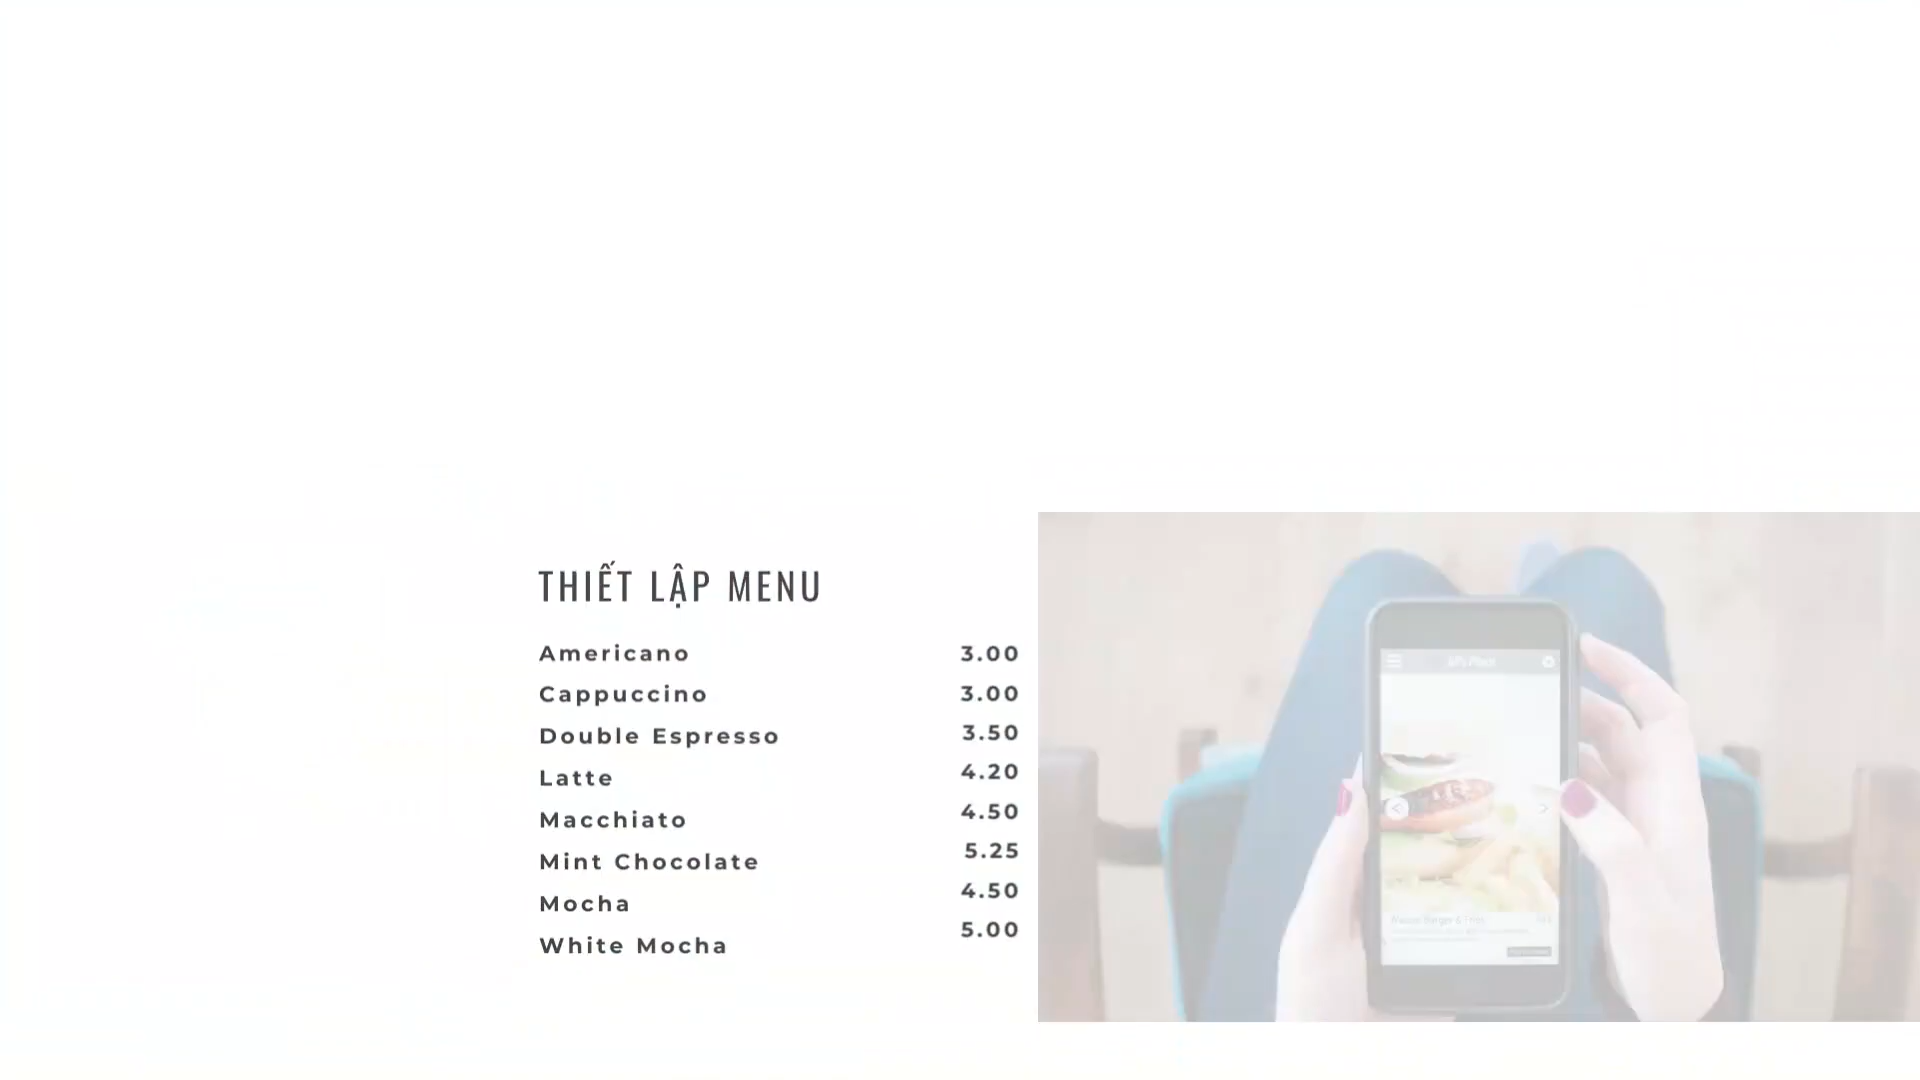 THIẾT LẬP MENU
Americano 3.00
Cappuccino 3.00
Double Espresso 3.50
Latte 4.20
Macchiato 4.50
Mint Chocolate 5.25
Mocha 4.50
White Mocha 5.00